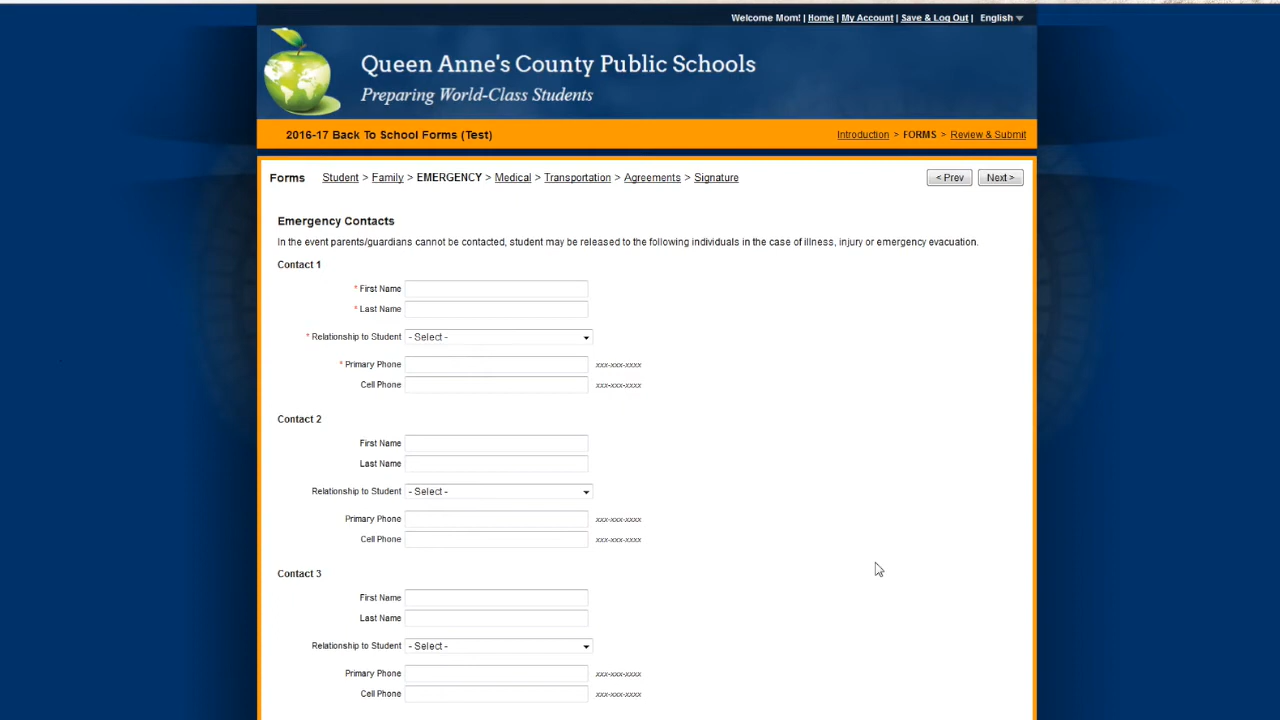 Welcome Mom! | Home | My Account | Save & Log Out | English
Queen Anne's County Public Schools
Preparing World-Class Students
2016-17 Back To School Forms (Test)
Introduction > FORMS > Review & Submit
Forms Student > Family > EMERGENCY > Medical > Transportation > Agreements > Signature < Prev Next >
Emergency Contacts
In the event parents/guardians cannot be contacted, student may be released to the following individuals in the case of illness, injury or emergency evacuation.
Contact 1
* First Name
* Last Name
* Relationship to Student - Select -
* Primary Phone xxx-xxx-xxxx
Cell Phone xxx-xxx-xxxx
Contact 2
First Name
Last Name
Relationship to Student - Select -
Primary Phone xxx-xxx-xxxx
Cell Phone xxx-xxx-xxxx
Contact 3
First Name
Last Name
Relationship to Student - Select -
Primary Phone xxx-xxx-xxxx
Cell Phone xxx-xxx-xxxx